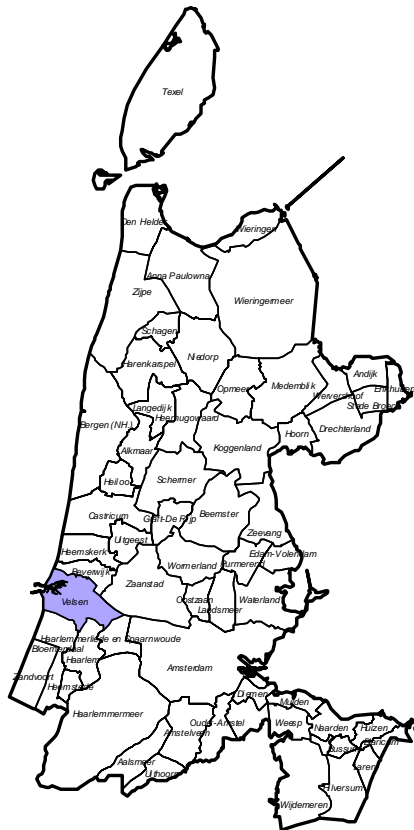 Texel
Den Helder
Wieringen
Anna Paulowna
Zijpe
Wieringermeer
Schagen
Niedorp
Harenkarspel
Opmeer
Medemblik
Andijk
Enkhuizen
Wervershoof
Stede Broec
Langedijk
Heerhugowaard
Bergen (NH.)
Drechterland
Hoorn
Koggenland
Alkmaar
Heiloo
Schermer
Castricum
Graft-De Rijp
Beemster
Uitgeest
Zeevang
Heemskerk
Edam-Volendam
Wormerland
Purmerend
Beverwijk
Zaanstad
Velsen
Oostzaan
Landsmeer
Waterland
Haarlemmerliede en Spaarnwoude
Bloemendaal
Haarlem
Amsterdam
Zandvoort
Heemstede
Diemen
Muiden
Haarlemmermeer
Ouder-Amstel
Weesp
Naarden
Huizen
Amstelveen
Bussum
Blaricum
Aalsmeer
Laren
Uithoorn
Hilversum
Wijdemeren